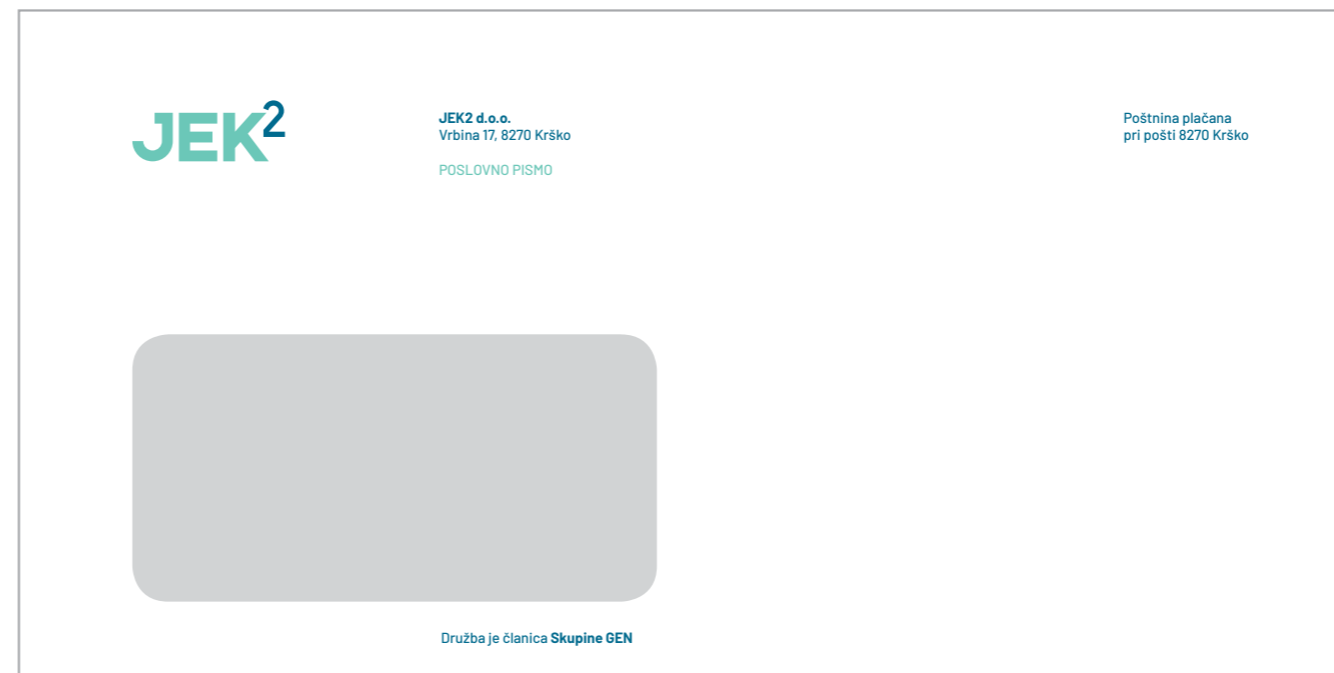 JEK²
JEK2 d.o.o.
Vrbina 17, 8270 Krško
POSLOVNO PISMO
Poštnina plačana
pri pošti 8270 Krško
Družba je članica Skupine GEN